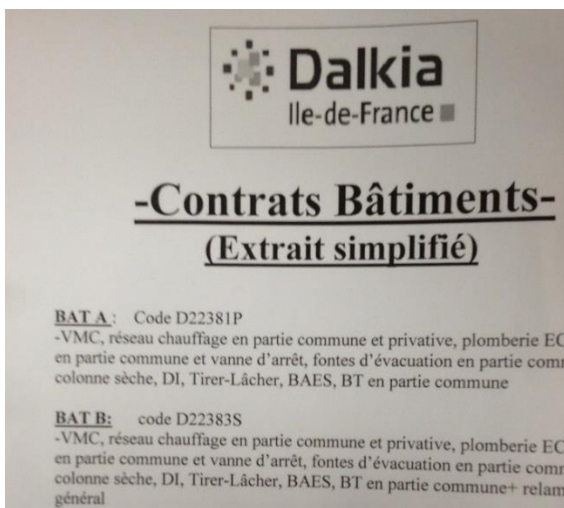 Dalkia
Ile-de-France
-Contrats Bâtiments-
(Extrait simplifié)
BAT A : Code D22381P
-VMC, réseau chauffage en partie commune et privative, plomberie
en partie commune et vanne d'arrêt, fontes d'évacuation en partie
colonne sèche, DI, Tirer-Lâcher, BAES, BT en partie commune
BAT B: code D22383S
-VMC, réseau chauffage en partie commune et privative, plomberie
en partie commune et vanne d'arrêt, fontes d'évacuation en partie
colonne sèche, DI, Tirer-Lâcher, BAES, BT en partie commune+
général